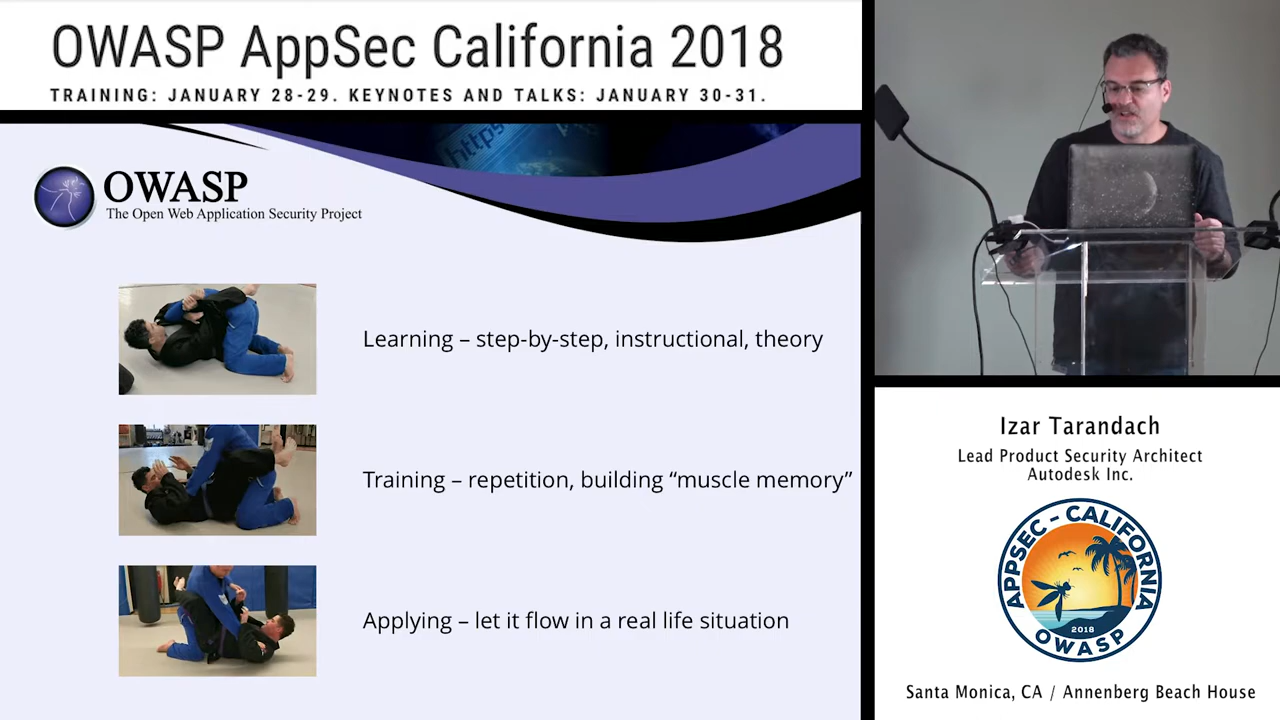 OWASP AppSec California 2018
TRAINING: JANUARY 28-29. KEYNOTES AND TALKS: JANUARY 30-31.
https
OWASP
The Open Web Application Security Project
Learning – step-by-step, instructional, theory
Training – repetition, building “muscle memory”
Applying – let it flow in a real life situation
Izar Tarandach
Lead Product Security Architect
Autodesk Inc.
APPSEC - CALIFORNIA
2018
OWASP
Santa Monica, CA / Annenberg Beach House